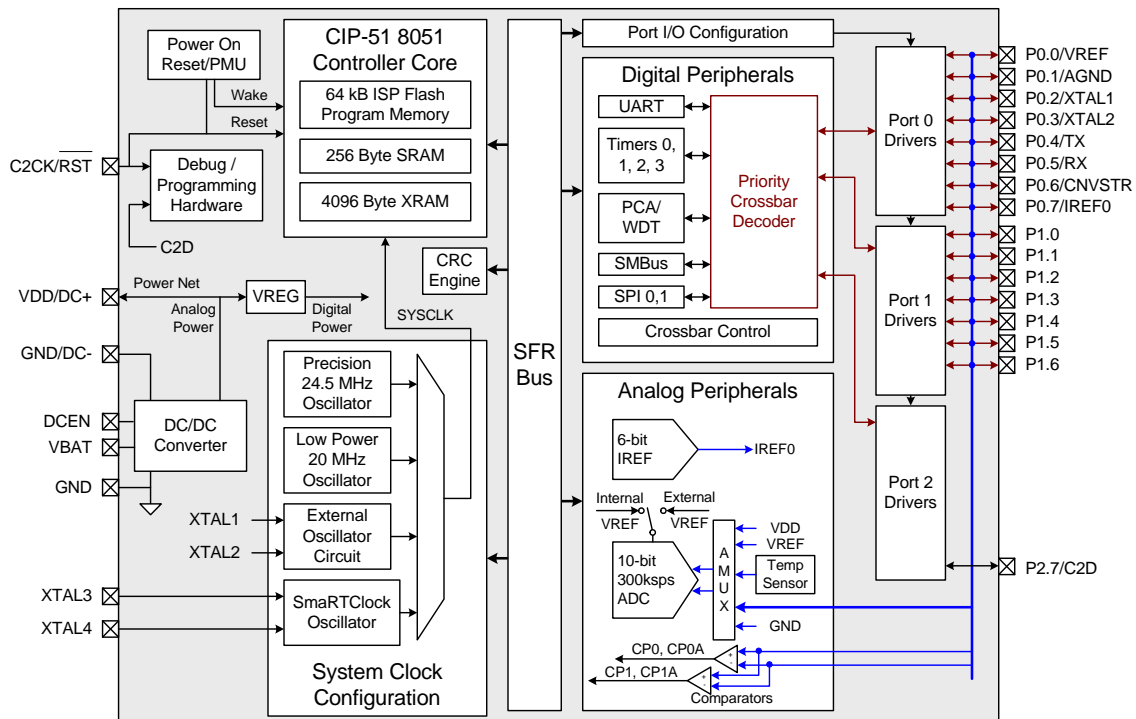 Power On
Reset/PMU
Wake
Reset
C2CK/RST
Debug /
Programming
Hardware
C2D
CIP-51 8051
Controller Core
64 kB ISP Flash
Program Memory
256 Byte SRAM
4096 Byte XRAM
CRC
Engine
VDD/DC+
Power Net
Analog
Power
VREG
Digital
Power
SYSCLK
GND/DC-
DCEN
VBAT
GND
DC/DC
Converter
Precision
24.5 MHz
Oscillator
Low Power
20 MHz
Oscillator
XTAL1
XTAL2
External
Oscillator
Circuit
XTAL3
XTAL4
SmaRTClock
Oscillator
System Clock
Configuration
SFR
Bus
Port I/O Configuration
Digital Peripherals
UART
Timers 0,
1, 2, 3
PCA/
WDT
SMBus
SPI 0,1
Priority
Crossbar
Decoder
Crossbar Control
Analog Peripherals
6-bit
IREF
IREF0
Internal
VREF
External
VREF
10-bit
300ksps
ADC
A
M
U
X
VDD
VREF
Temp
Sensor
GND
CP0, CP0A
+
-
CP1, CP1A
+
-
Comparators
Port 0
Drivers
Port 1
Drivers
Port 2
Drivers
P0.0/VREF
P0.1/AGND
P0.2/XTAL1
P0.3/XTAL2
P0.4/TX
P0.5/RX
P0.6/CNVSTR
P0.7/IREF0
P1.0
P1.1
P1.2
P1.3
P1.4
P1.5
P1.6
P2.7/C2D